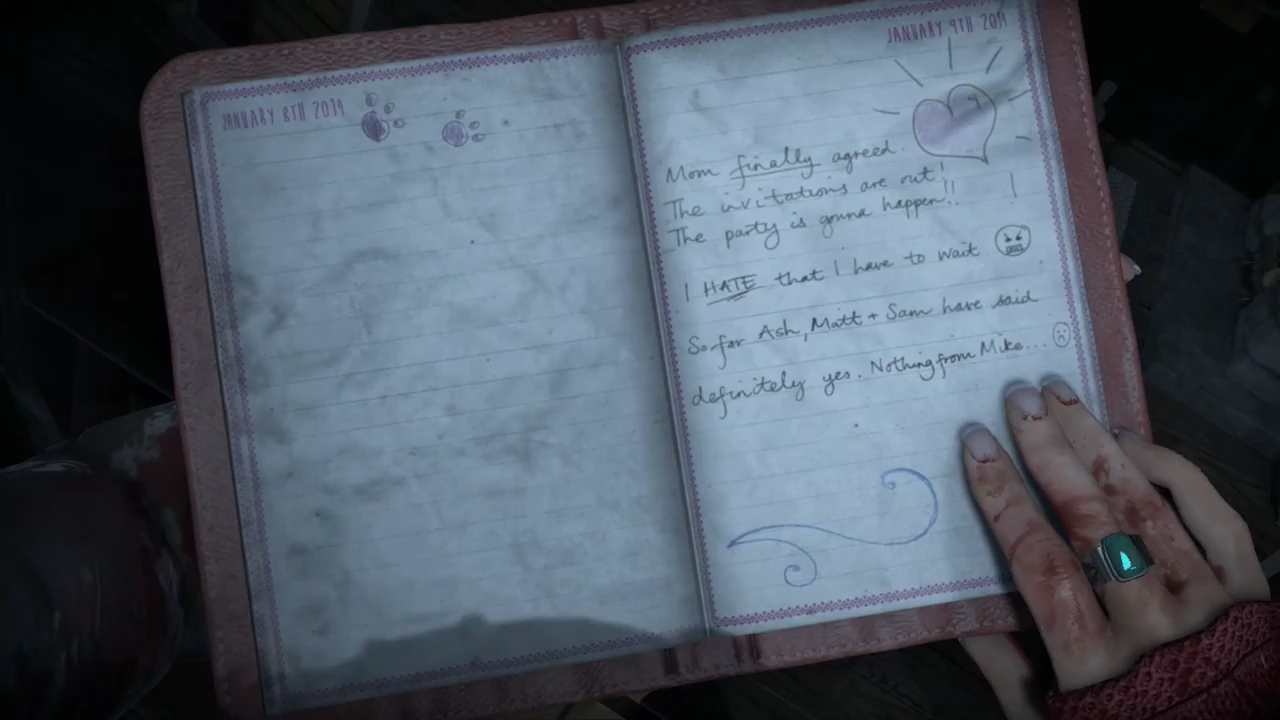 JANUARY 8TH 2014
JANUARY 9TH 2014
Mom finally agreed.
The invitations are out!
The party is gonna happen!!
I HATE that I have to wait
So far Ash, Matt + Sam have said
definitely yes. Nothing from Mike...